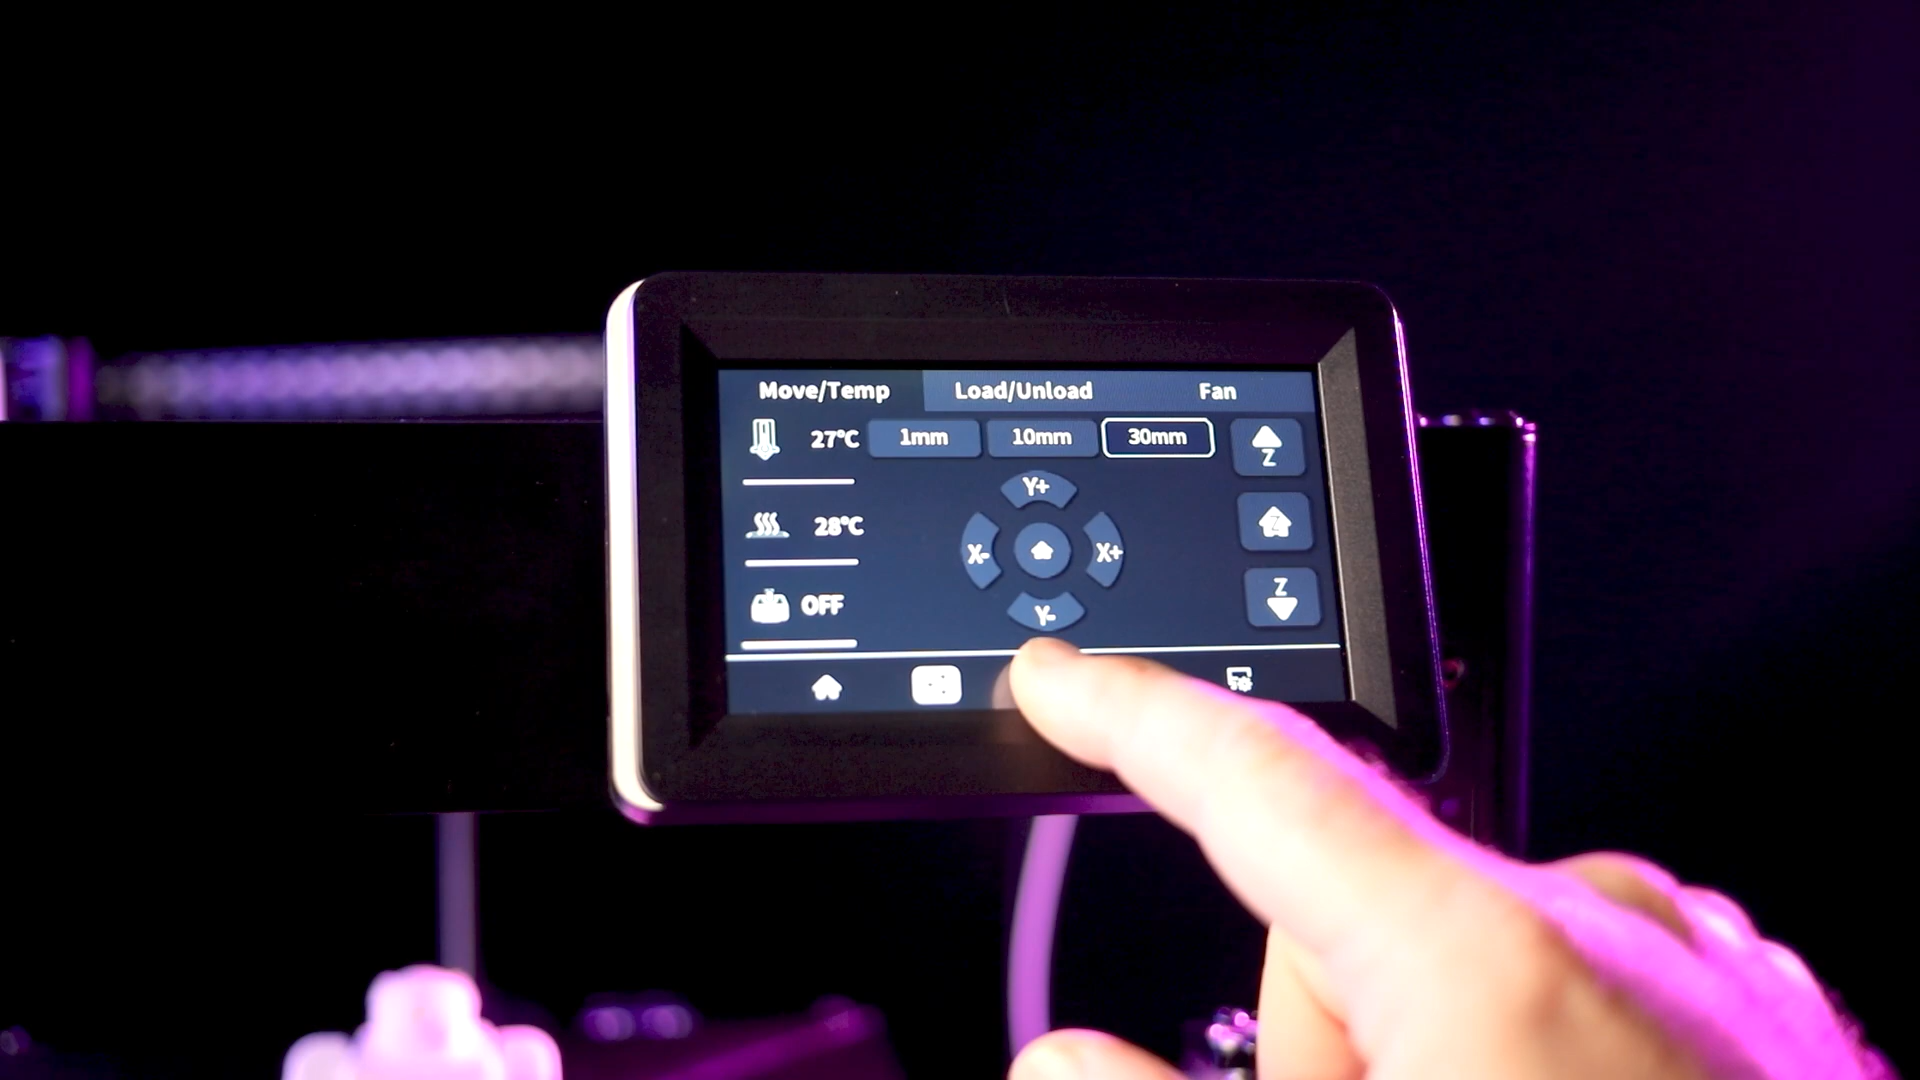 Move/Temp Load/Unload Fan
27°C 1mm 10mm 30mm Z
Y+
28°C X- X+ Z
OFF Y- Z